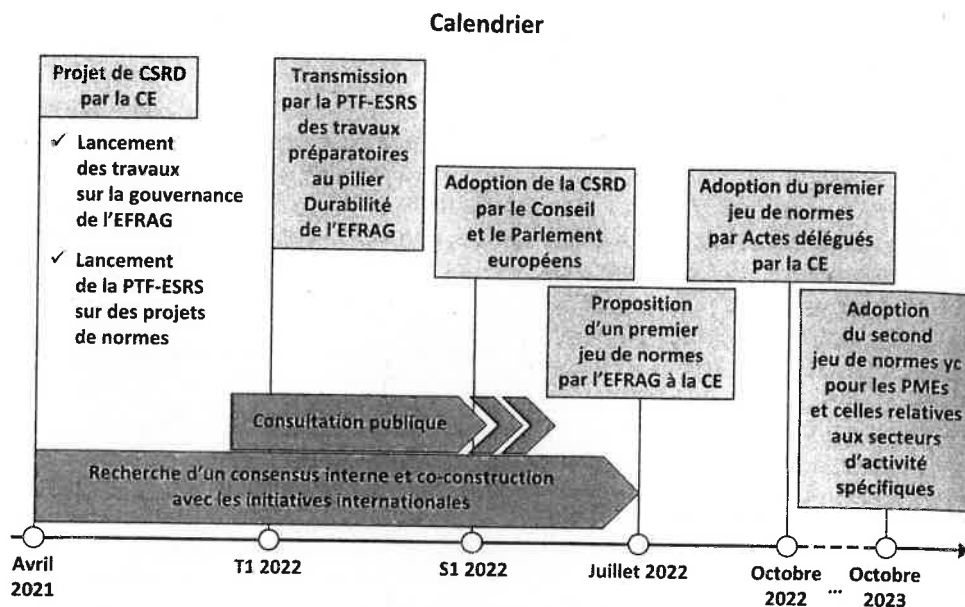 Calendrier
Projet de CSRD
par la CE
✓ Lancement
des travaux
sur la gouvernance
de l'EFRAG
✓ Lancement
de la PTF-ESRS
sur des projets
de normes
Transmission
par la PTF-ESRS
des travaux
préparatoires
au pilier
Durabilité
de l'EFRAG
Adoption de la CSRD
par le Conseil
et le Parlement
européens
Proposition
d'un premier
jeu de normes
par l'EFRAG à la CE
Adoption du premier
jeu de normes
par Actes délégués
par la CE
Adoption
du second
jeu de normes yc
pour les PMEs
et celles relatives
aux secteurs
d'activité
spécifiques
Consultation publique
Recherche d'un consensus interne et co-construction
avec les initiatives internationales
Avril
2021
T1 2022
S1 2022
Juillet 2022
Octobre
2022
...
Octobre
2023